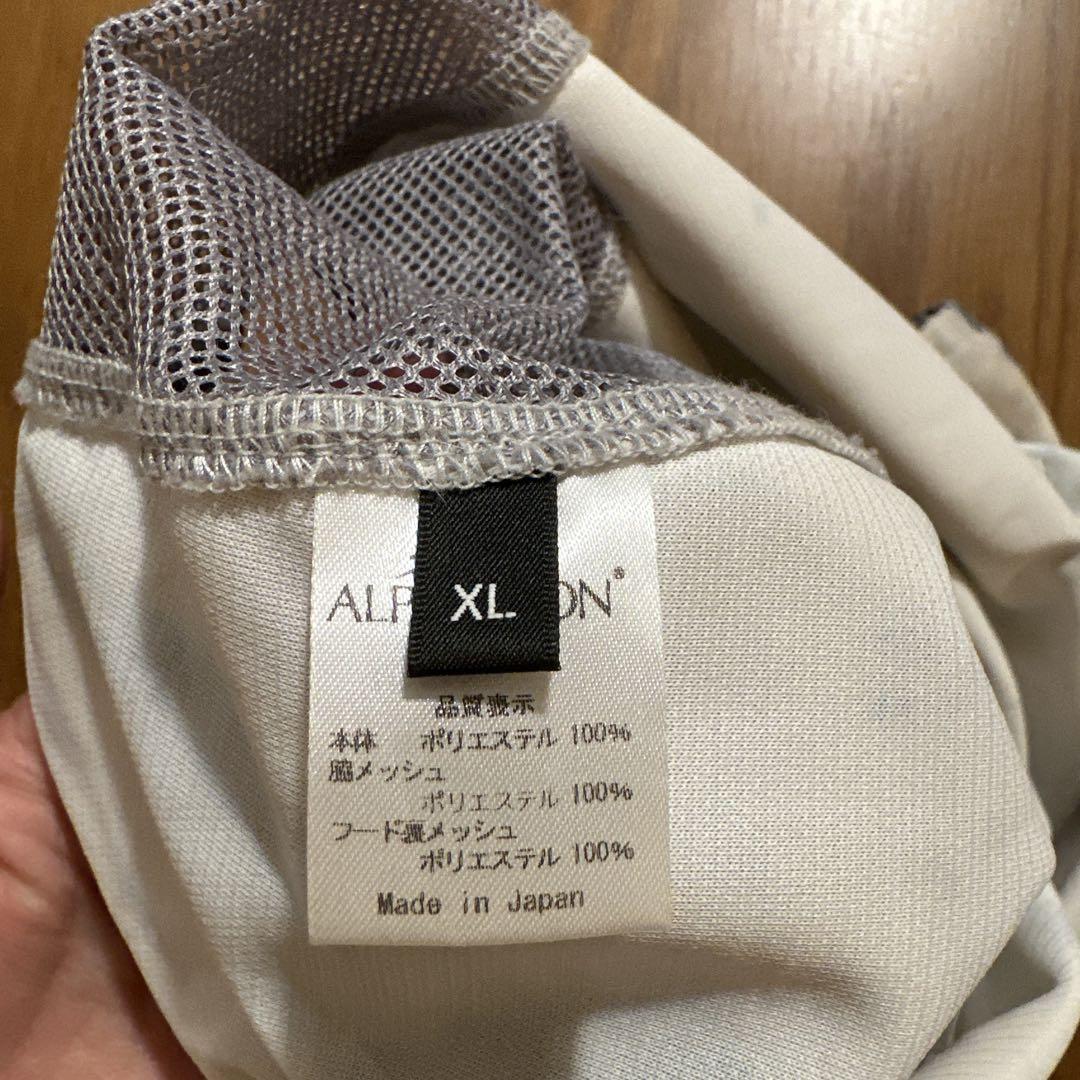 XL
品質表示
本体 ポリエステル 100%
脇メッシュ
ポリエステル 100%
フード裏メッシュ
ポリエステル 100%
Made in Japan